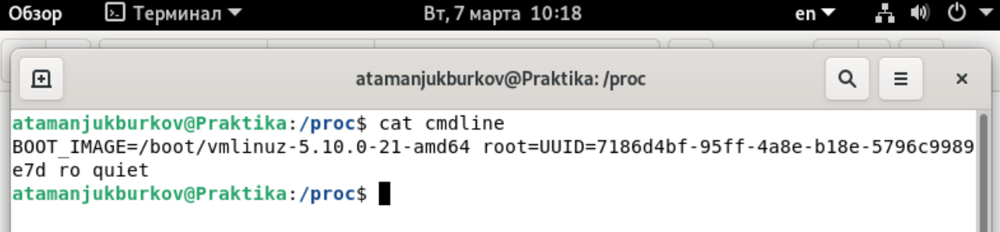 Обзор Терминал Вт, 7 марта 10:18 en
atamanjukburkov@Praktika: /proc
atamanjukburkov@Praktika:/proc$ cat cmdline
BOOT_IMAGE=/boot/vmlinuz-5.10.0-21-amd64 root=UUID=7186d4bf-95ff-4a8e-b18e-5796c9989
e7d ro quiet
atamanjukburkov@Praktika:/proc$